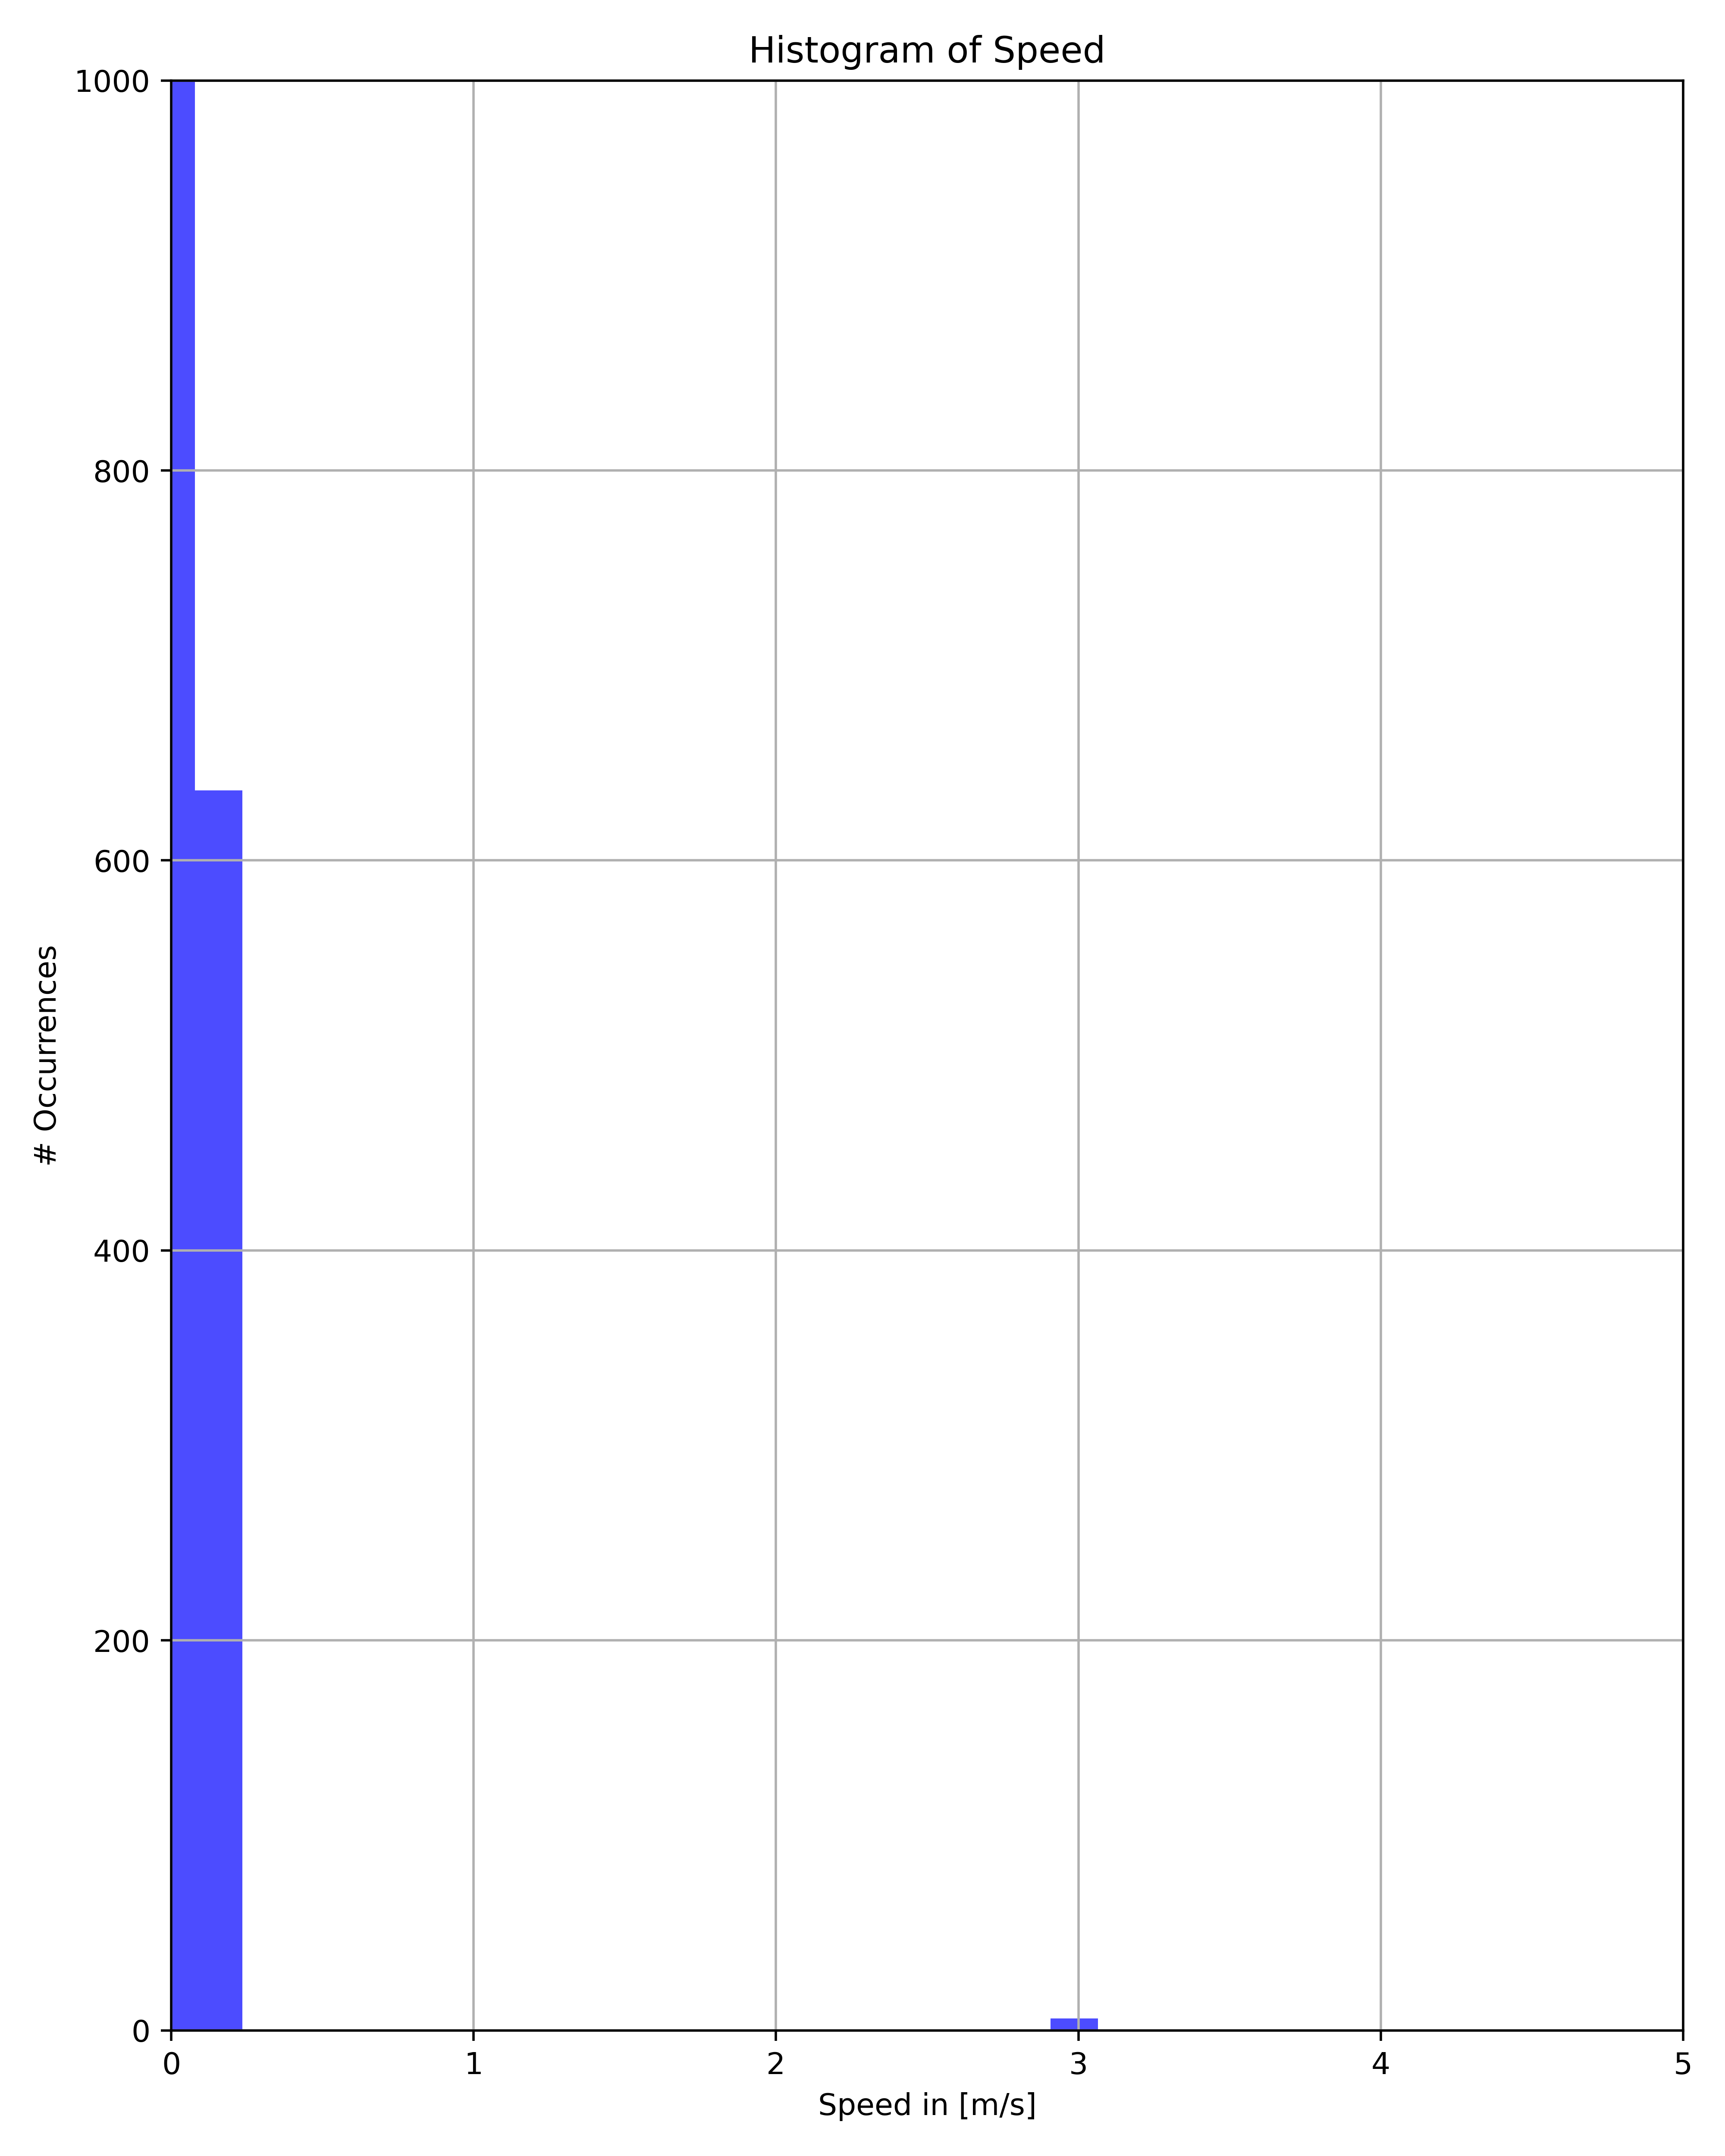 Histogram of Speed
1000
800
600
400
200
0
# Occurrences
0 1 2 3 4 5
Speed in [m/s]